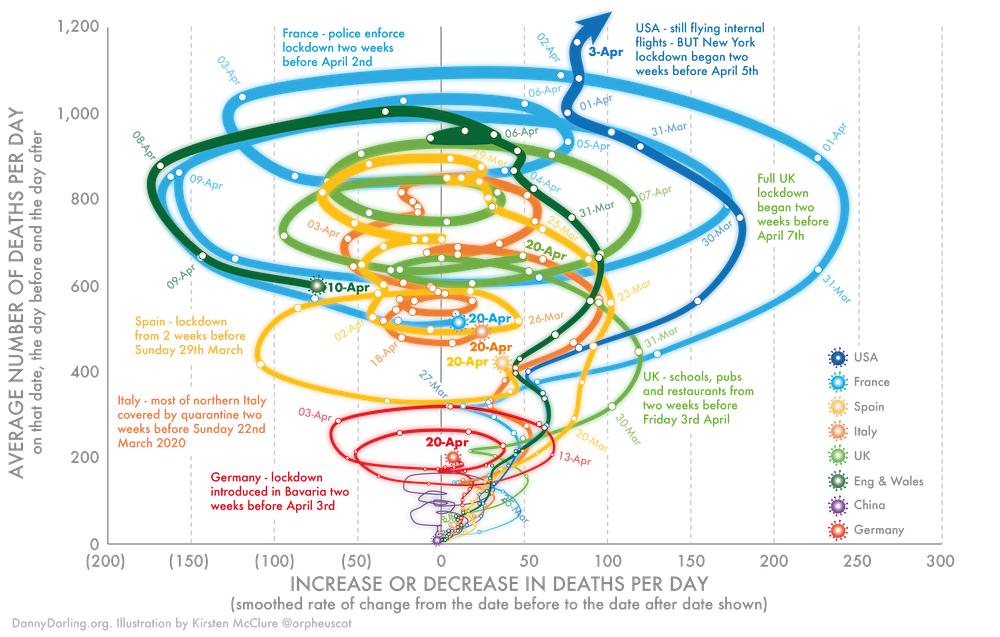 France - police enforce
lockdown two weeks
before April 2nd
USA - still flying internal
flights - BUT New York
lockdown began two
weeks before April 5th
3-Apr
02-Apr
03-Apr
06-Apr
01-Apr
31-Mar
05-Apr
06-Apr
01-Apr
08-Apr
29-Mar
04-Apr
09-Apr
07-Apr
31-Mar
Full UK
lockdown
began two
weeks before
April 7th
03-Apr
25-Mar
30-Mar
20-Apr
09-Apr
10-Apr
23-Mar
31-Mar
20-Apr
26-Mar
02-Apr
Spain - lockdown
from 2 weeks before
Sunday 29th March
31-Mar
20-Apr
18-Apr
20-Apr
27-Mar
UK - schools, pubs
and restaurants from
two weeks before
Friday 3rd April
Italy - most of northern Italy
covered by quarantine two
weeks before Sunday 22nd
March 2020
03-Apr
30-Mar
20-Apr
20-Mar
13-Apr
Germany - lockdown
introduced in Bavaria two
weeks before April 3rd
25-Mar
USA
France
Spain
Italy
UK
Eng & Wales
China
Germany
AVERAGE NUMBER OF DEATHS PER DAY
on that date, the day before and the day after
1,200
1,000
800
600
400
200
0
(200)
(150)
(100)
(50)
0
50
100
150
200
250
300
INCREASE OR DECREASE IN DEATHS PER DAY
(smoothed rate of change from the date before to the date after date shown)
DannyDorling.org. Illustration by Kirsten McClure @orpheuscat